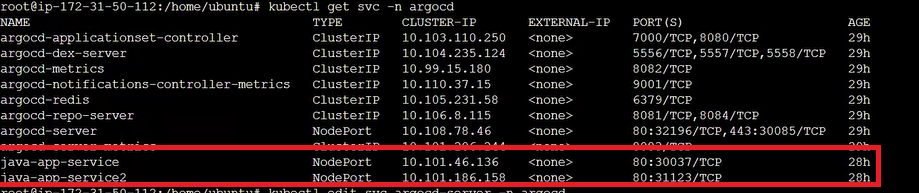 root@ip-172-31-50-112:/home/ubuntu# kubectl get svc -n argocd
NAME TYPE CLUSTER-IP EXTERNAL-IP PORT(S) AGE
argocd-applicationset-controller ClusterIP 10.103.110.250 <none> 7000/TCP,8080/TCP 29h
argocd-dex-server ClusterIP 10.104.235.124 <none> 5556/TCP,5557/TCP,5558/TCP 29h
argocd-metrics ClusterIP 10.99.15.180 <none> 8082/TCP 29h
argocd-notifications-controller-metrics ClusterIP 10.110.37.15 <none> 9001/TCP 29h
argocd-redis ClusterIP 10.105.231.58 <none> 6379/TCP 29h
argocd-repo-server ClusterIP 10.106.8.115 <none> 8081/TCP,8084/TCP 29h
argocd-server NodePort 10.108.78.46 <none> 80:32196/TCP,443:30085/TCP 29h
argocd-server-metrics ClusterIP <none> 29h
java-app-service NodePort 10.101.46.136 <none> 80:30037/TCP 28h
java-app-service2 NodePort 10.101.186.158 <none> 80:31123/TCP 28h
root@ip-172-31-50-112:/home/ubuntu# kubectl edit svc argocd-server -n argocd